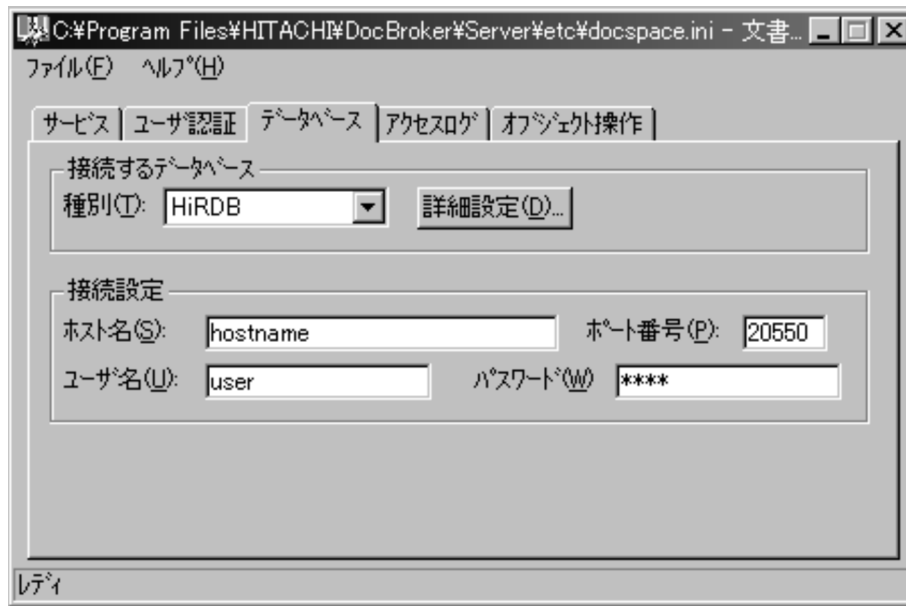 C:¥Program Files¥HITACHI¥DocBroker¥Server¥etc¥docspace.ini - 文書...
ﾌｧｲﾙ(F) ﾍﾙﾌﾟ(H)
ｻｰﾋﾞｽ ﾕｰｻﾞ認証 ﾃﾞｰﾀﾍﾞｰｽ ｱｸｾｽﾛｸﾞ ｵﾌﾞｼﾞｪｸﾄ操作
接続するﾃﾞｰﾀﾍﾞｰｽ
種別(T): HiRDB 詳細設定(D)...
接続設定
ﾎｽﾄ名(S): hostname ﾎﾟｰﾄ番号(P): 20550
ﾕｰｻﾞ名(U): user ﾊﾟｽﾜｰﾄﾞ(W) ****
ﾚﾃﾞｨ